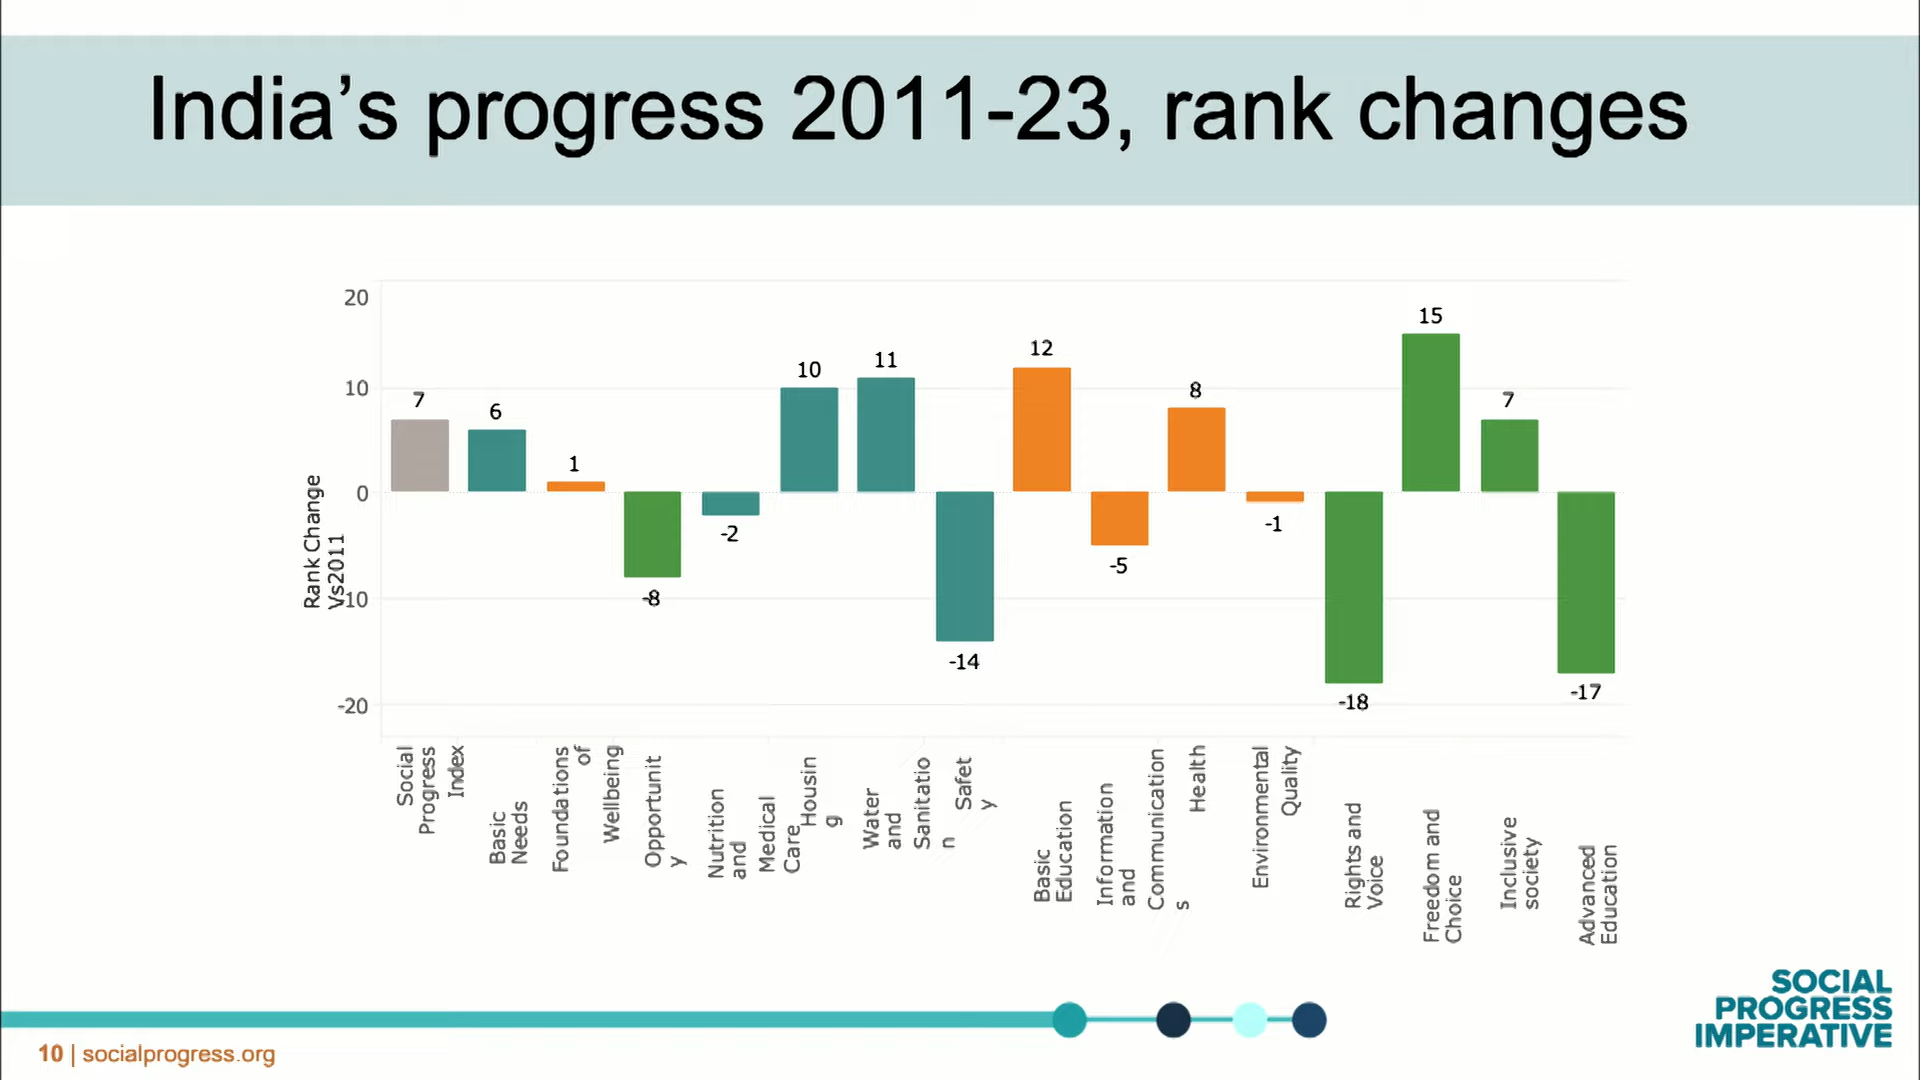 India’s progress 2011-23, rank changes
20
10
0
-10
-20
Rank Change
Vs2011
7
6
1
-8
-2
10
11
-14
12
-5
8
-1
-18
15
7
-17
Social
Progress
Index
Basic
Needs
Foundations
of
Wellbeing
Opportunit
y
Nutrition
and
Medical
Care
Housin
g
Water
and
Sanitatio
n
Safet
y
Basic
Education
Information
and
Communication
s
Health
Environmental
Quality
Rights and
Voice
Freedom and
Choice
Inclusive
society
Advanced
Education
10 | socialprogress.org
SOCIAL
PROGRESS
IMPERATIVE